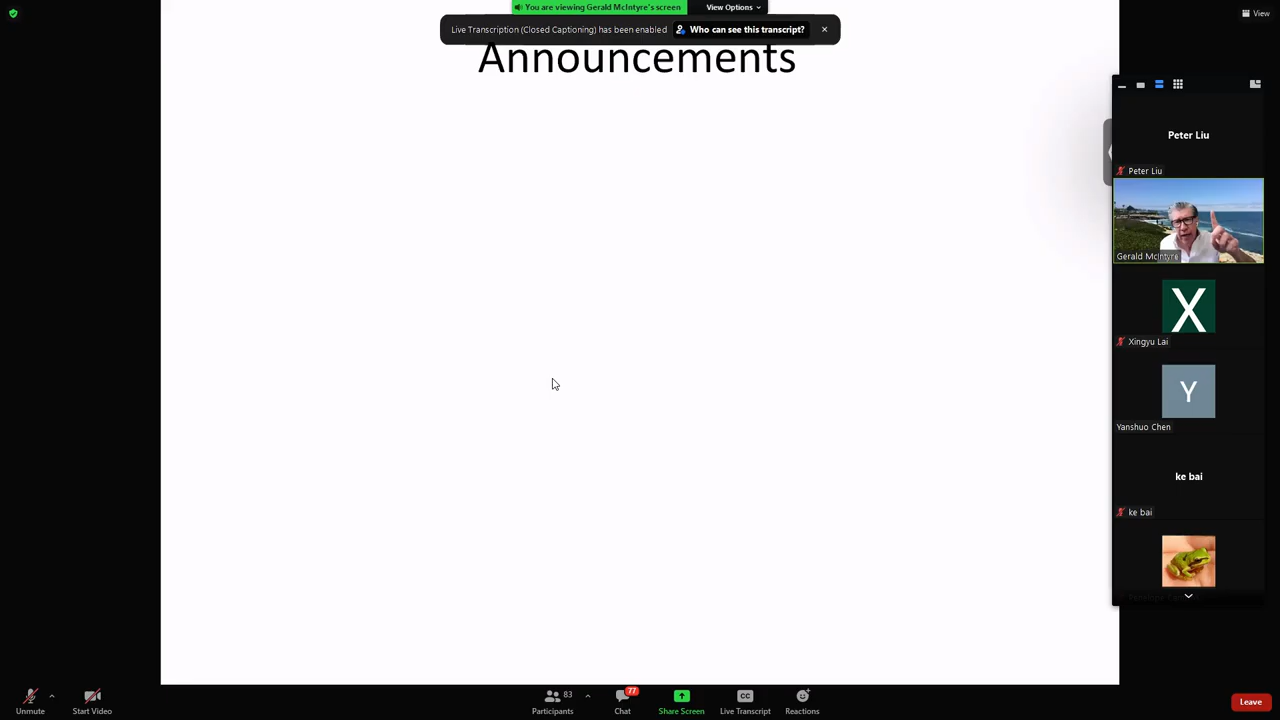 You are viewing Gerald McIntyre's screen
View Options
View
Live Transcription (Closed Captioning) has been enabled
Who can see this transcript?
Announcements
Peter Liu
Peter Liu
Gerald McIntyre
X
Xingyu Lai
Y
Yanshuo Chen
ke bai
ke bai
Unmute
Start Video
83
Participants
77
Chat
Share Screen
CC
Live Transcript
Reactions
Leave